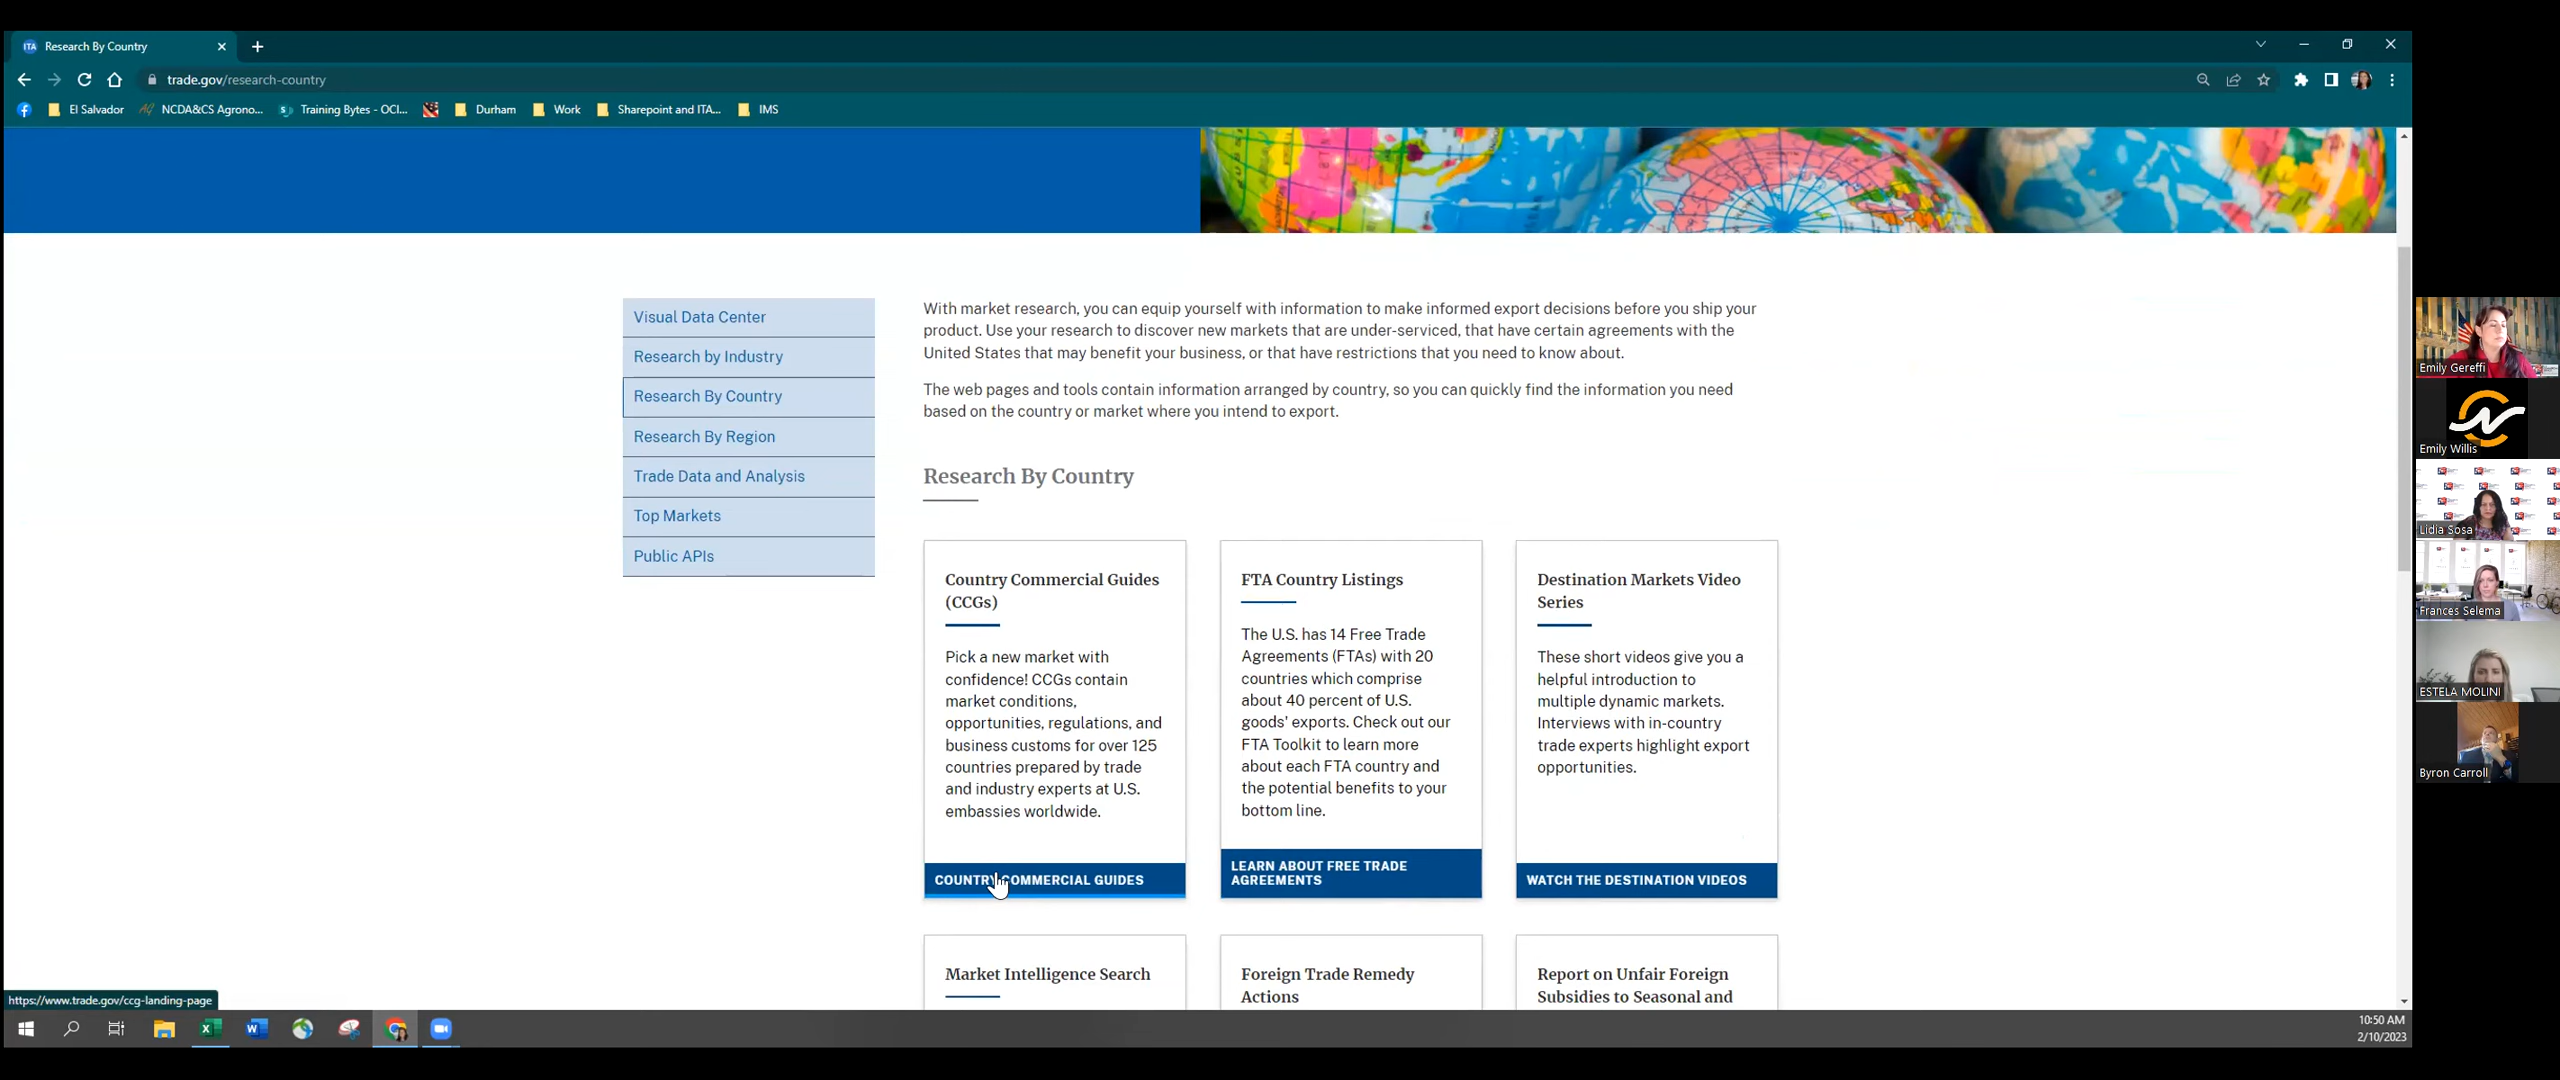 ITA Research By Country
trade.gov/research-country
El Salvador
NCDA&CS Agrono...
Training Bytes - OCI...
Durham
Work
Sharepoint and ITA...
IMS
Visual Data Center
Research by Industry
Research By Country
Research By Region
Trade Data and Analysis
Top Markets
Public APIs
With market research, you can equip yourself with information to make informed export decisions before you ship your
product. Use your research to discover new markets that are under-serviced, that have certain agreements with the
United States that may benefit your business, or that have restrictions that you need to know about.
The web pages and tools contain information arranged by country, so you can quickly find the information you need
based on the country or market where you intend to export.
Research By Country
Country Commercial Guides
(CCGs)
Pick a new market with
confidence! CCGs contain
market conditions,
opportunities, regulations, and
business customs for over 125
countries prepared by trade
and industry experts at U.S.
embassies worldwide.
COUNTRY COMMERCIAL GUIDES
FTA Country Listings
The U.S. has 14 Free Trade
Agreements (FTAs) with 20
countries which comprise
about 40 percent of U.S.
goods' exports. Check out our
FTA Toolkit to learn more
about each FTA country and
the potential benefits to your
bottom line.
LEARN ABOUT FREE TRADE
AGREEMENTS
Destination Markets Video
Series
These short videos give you a
helpful introduction to
multiple dynamic markets.
Interviews with in-country
trade experts highlight export
opportunities.
WATCH THE DESTINATION VIDEOS
Market Intelligence Search
Foreign Trade Remedy
Actions
Report on Unfair Foreign
Subsidies to Seasonal and
https://www.trade.gov/ccg-landing-page
10:50 AM
2/10/2023
Emily Gereffi
Emily Willis
Lidia Sosa
Frances Selema
ESTELA MOLINI
Byron Carroll